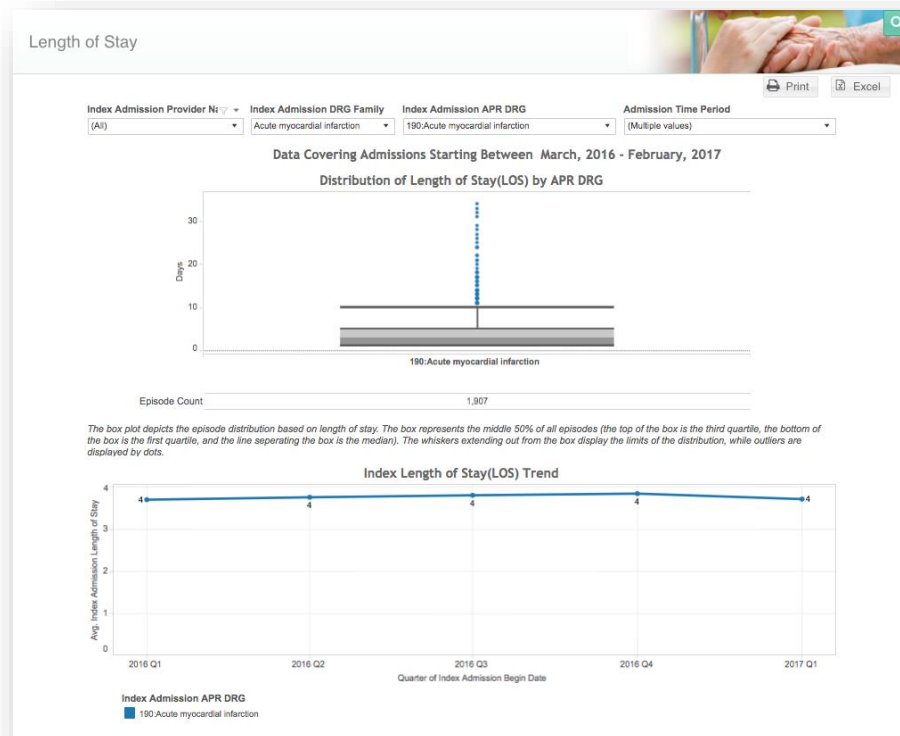 Length of Stay
Print
Excel
Index Admission Provider Na
Index Admission DRG Family
Index Admission APR DRG
Admission Time Period
(All)
Acute myocardial infarction
190:Acute myocardial infarction
(Multiple values)
Data Covering Admissions Starting Between March, 2016 - February, 2017
Distribution of Length of Stay(LOS) by APR DRG
30
20
10
0
Days
190:Acute myocardial infarction
Episode Count
1,907
The box plot depicts the episode distribution based on length of stay. The box represents the middle 50% of all episodes (the top of the box is the third quartile, the bottom of
the box is the first quartile, and the line seperating the box is the median). The whiskers extending out from the box display the limits of the distribution, while outliers are
displayed by dots.
Index Length of Stay(LOS) Trend
Avg. Index Admission Length of Stay
4
3
2
1
0
4
4
4
4
4
2016 Q1
2016 Q2
2016 Q3
2016 Q4
2017 Q1
Quarter of Index Admission Begin Date
Index Admission APR DRG
190:Acute myocardial infarction